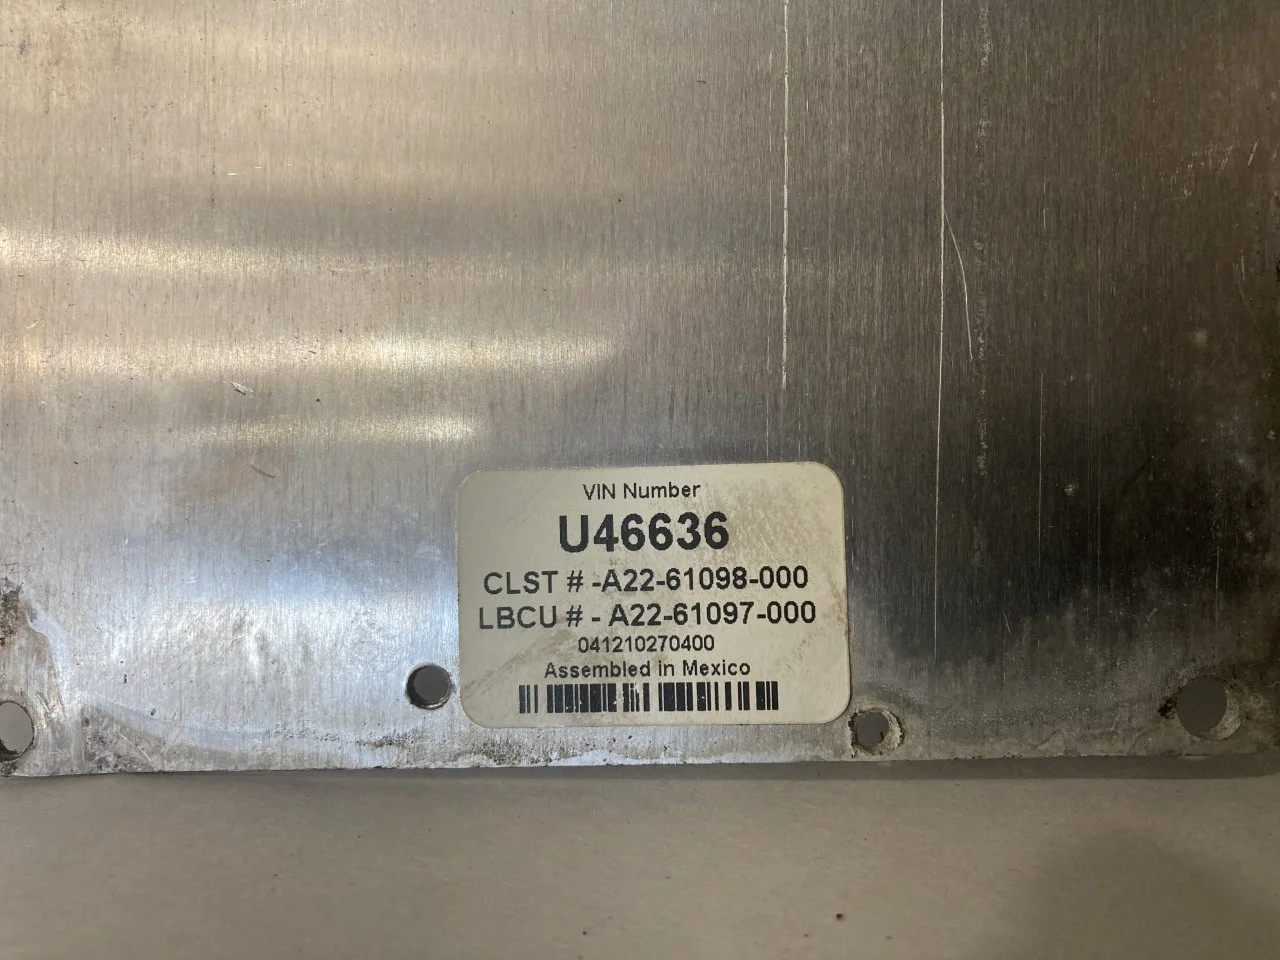 VIN Number
U46636
CLST # -A22-61098-000
LBCU # - A22-61097-000
041210270400
Assembled in Mexico